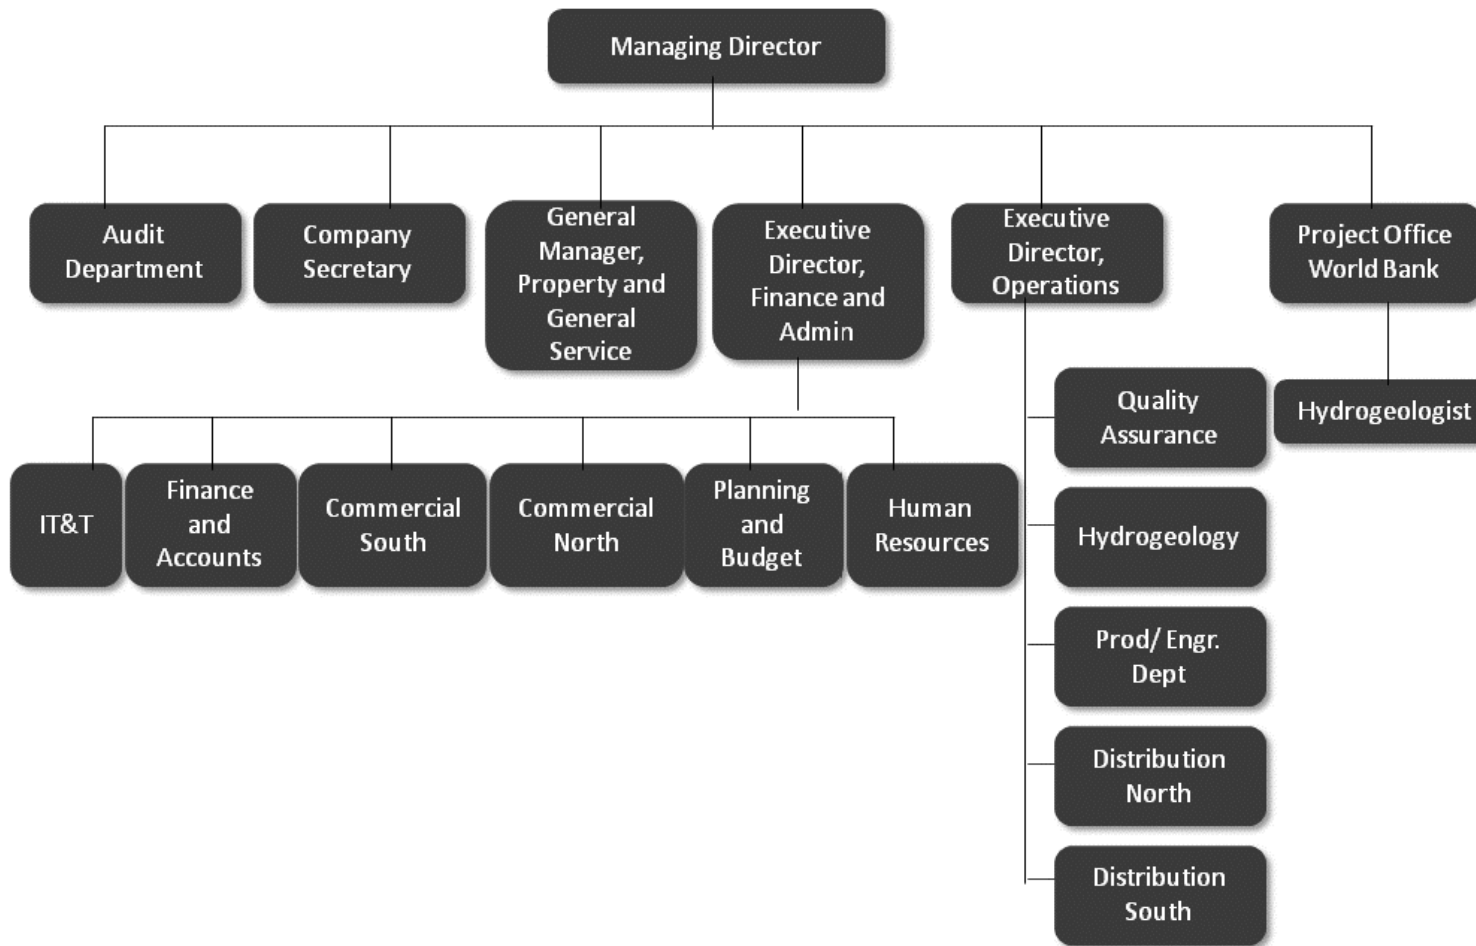 Managing Director
Audit
Department
Company
Secretary
General
Manager,
Property and
General
Service
Executive
Director,
Finance and
Admin
Executive
Director,
Operations
Project Office
World Bank
Hydrogeologist
IT&T
Finance
and
Accounts
Commercial
South
Commercial
North
Planning
and
Budget
Human
Resources
Quality
Assurance
Hydrogeology
Prod/ Engr.
Dept
Distribution
North
Distribution
South